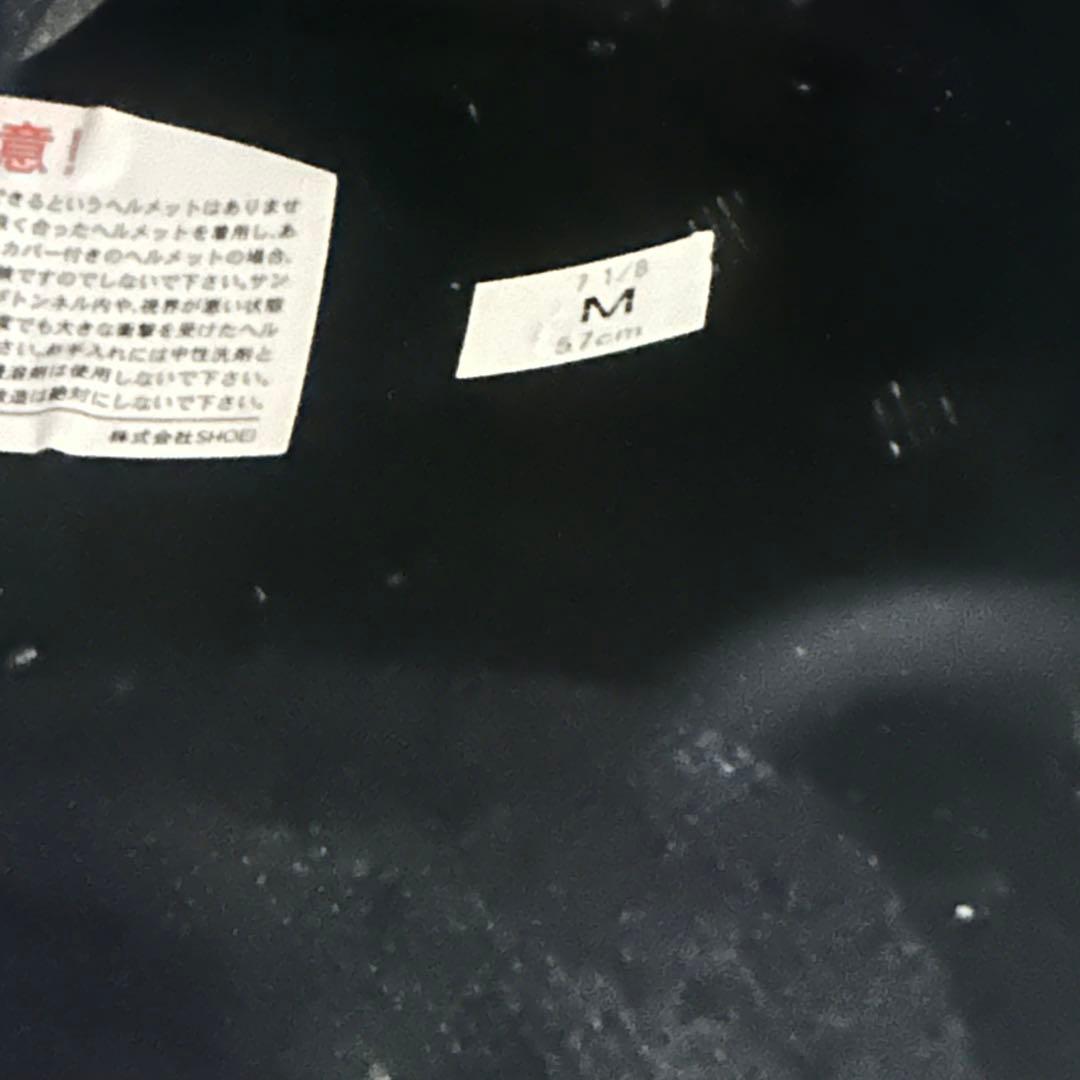 意!
できるというヘルメットはありませ
良く合ったヘルメットを着用し、あ
カバー付きのヘルメットの場合、
険ですのでしないで下さい。サン
トンネル内や、視界が悪い状態
度でも大きな衝撃を受けたヘル
さい。お手入れには中性洗剤と
溶剤は使用しないで下さい。
改造は絶対にしないで下さい。
株式会社SHOEI
7 1/8
M
57cm